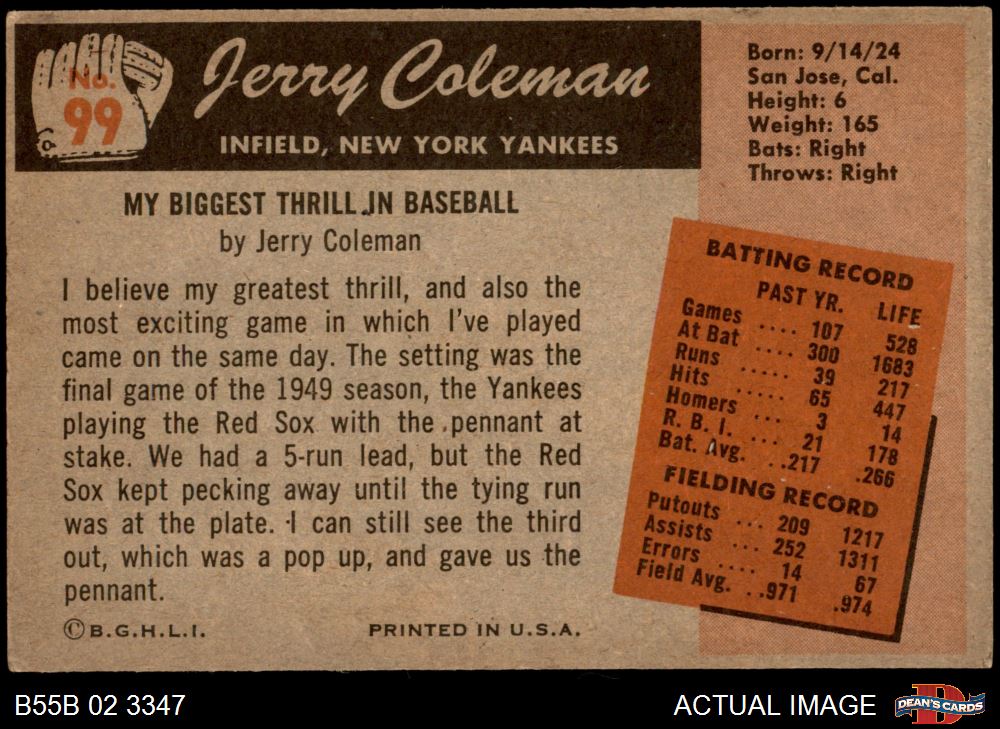 No.
99
Jerry Coleman
INFIELD, NEW YORK YANKEES
MY BIGGEST THRILL IN BASEBALL
by Jerry Coleman
I believe my greatest thrill, and also the
most exciting game in which I've played
came on the same day. The setting was the
final game of the 1949 season, the Yankees
playing the Red Sox with the pennant at
stake. We had a 5-run lead, but the Red
Sox kept pecking away until the tying run
was at the plate. I can still see the third
out, which was a pop up, and gave us the
pennant.
© B.G.H.L.I. PRINTED IN U.S.A.
Born: 9/14/24
San Jose, Cal.
Height: 6
Weight: 165
Bats: Right
Throws: Right
BATTING RECORD
PAST YR. LIFE
Games .... 107 528
At Bat .... 300 1683
Runs ..... 39 217
Hits ..... 65 447
Homers ... 3 14
R. B. I. ... 21 178
Bat. Avg. ...217 .266
FIELDING RECORD
Putouts ... 209 1217
Assists ... 252 1311
Errors .... 14 67
Field Avg. ...971 .974
B55B 02 3347 ACTUAL IMAGE
D
DEAN'S CARDS